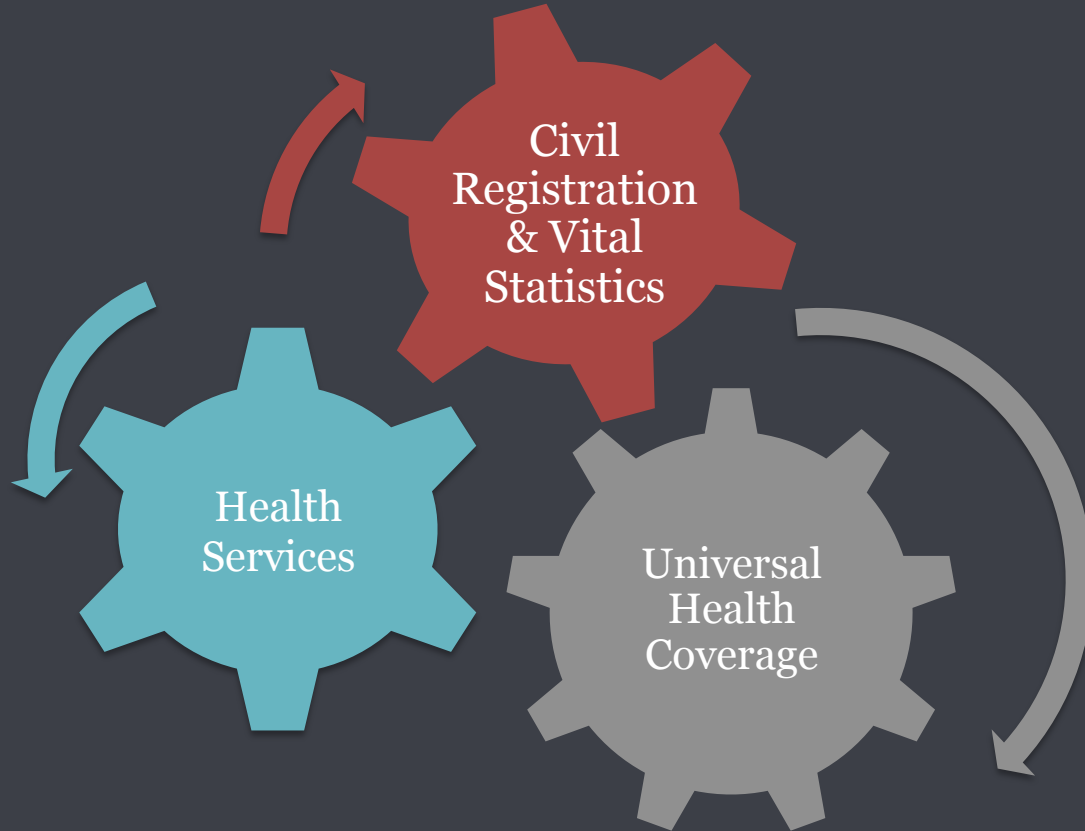 Civil
Registration
& Vital
Statistics
Health
Services
Universal
Health
Coverage